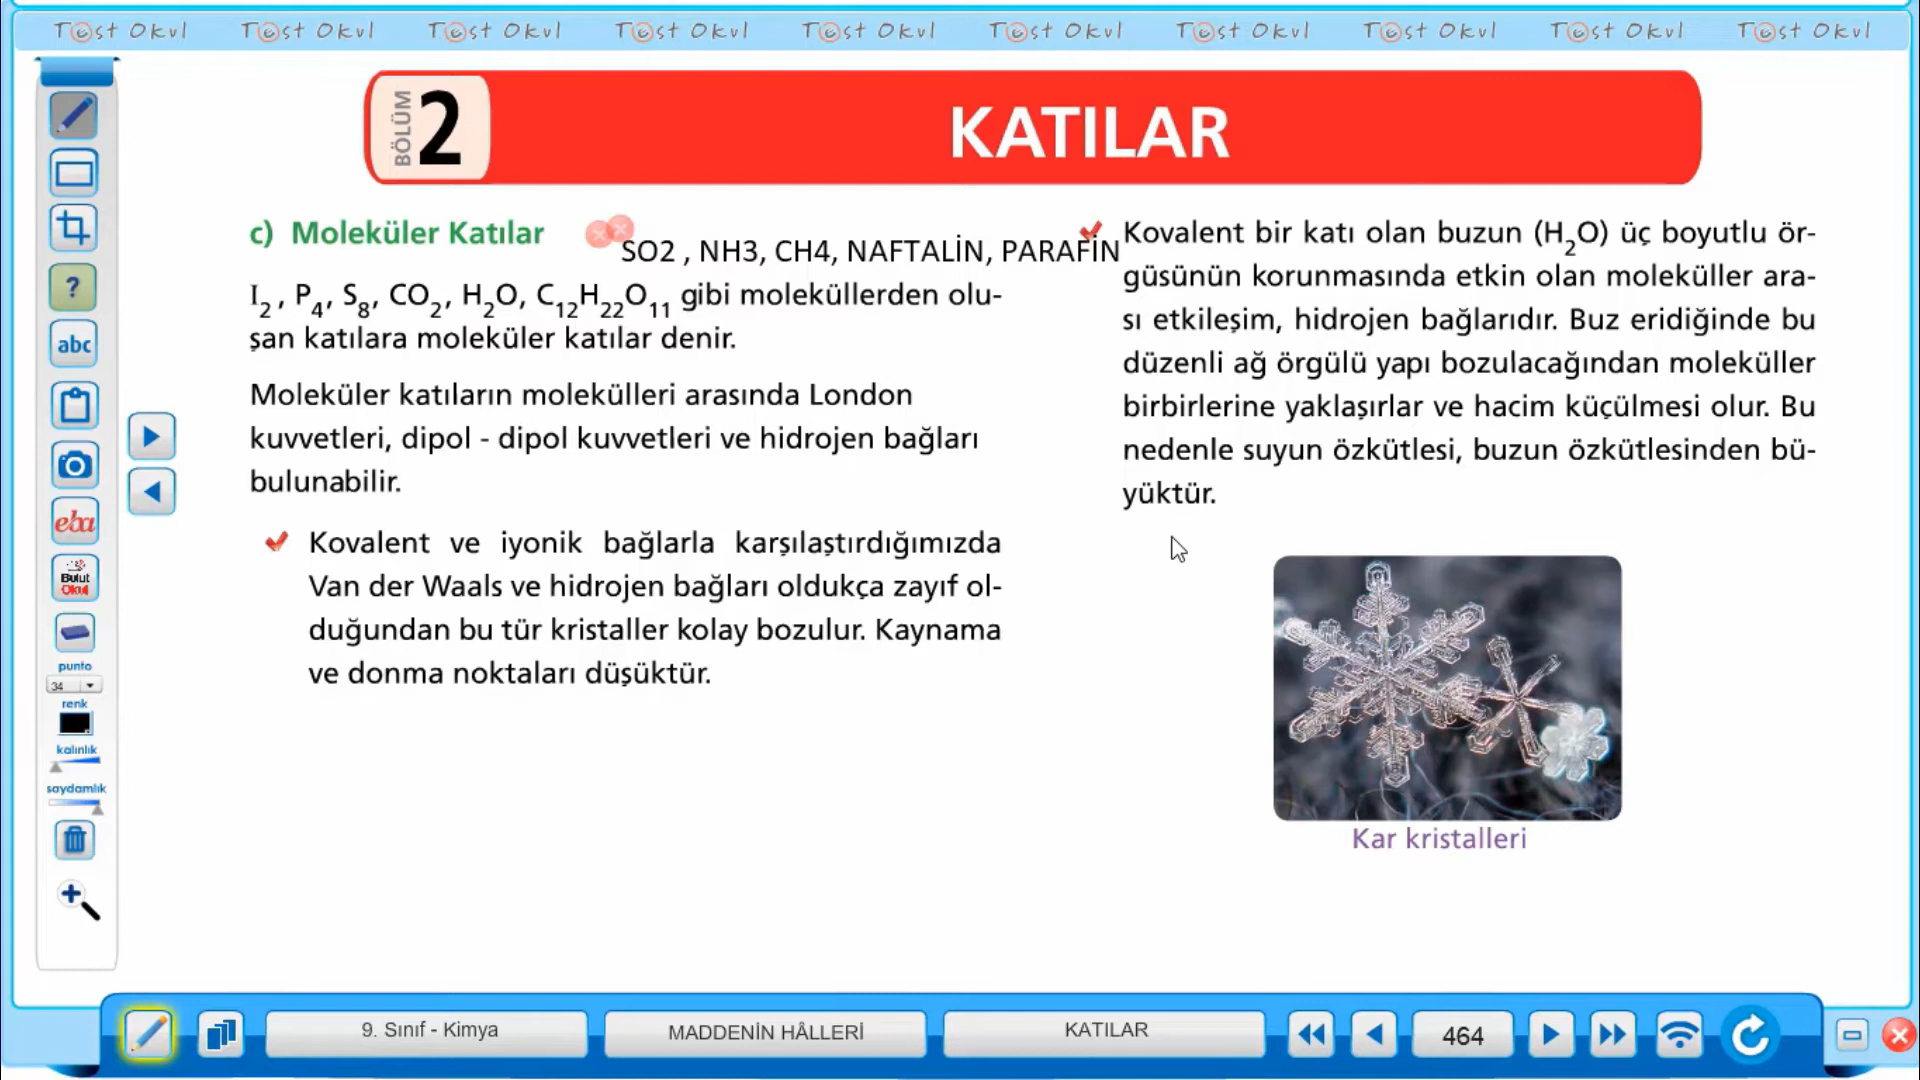 Test Okul Test Okul Test Okul Test Okul Test Okul Test Okul Test Okul Test Okul Test Okul Test Okul
BÖLÜM
2
KATILAR
c) Moleküler Katılar
SO2 , NH3, CH4, NAFTALİN, PARAFİN
I₂ , P₄, S₈, CO₂, H₂O, C₁₂H₂₂O₁₁ gibi moleküllerden olu-
şan katılara moleküler katılar denir.
Moleküler katıların molekülleri arasında London
kuvvetleri, dipol - dipol kuvvetleri ve hidrojen bağları
bulunabilir.
Kovalent ve iyonik bağlarla karşılaştırdığımızda
Van der Waals ve hidrojen bağları oldukça zayıf ol-
duğundan bu tür kristaller kolay bozulur. Kaynama
ve donma noktaları düşüktür.
Kovalent bir katı olan buzun (H₂O) üç boyutlu ör-
güsünün korunmasında etkin olan moleküller ara-
sı etkileşim, hidrojen bağlarıdır. Buz eridiğinde bu
düzenli ağ örgülü yapı bozulacağından moleküller
birbirlerine yaklaşırlar ve hacim küçülmesi olur. Bu
nedenle suyun özkütlesi, buzun özkütlesinden bü-
yüktür.
Kar kristalleri
?
abc
eba
Bulut
Okul
punto
34
renk
kalınlık
saydamlık
9. Sınıf - Kimya
MADDENİN HÂLLERİ
KATILAR
464